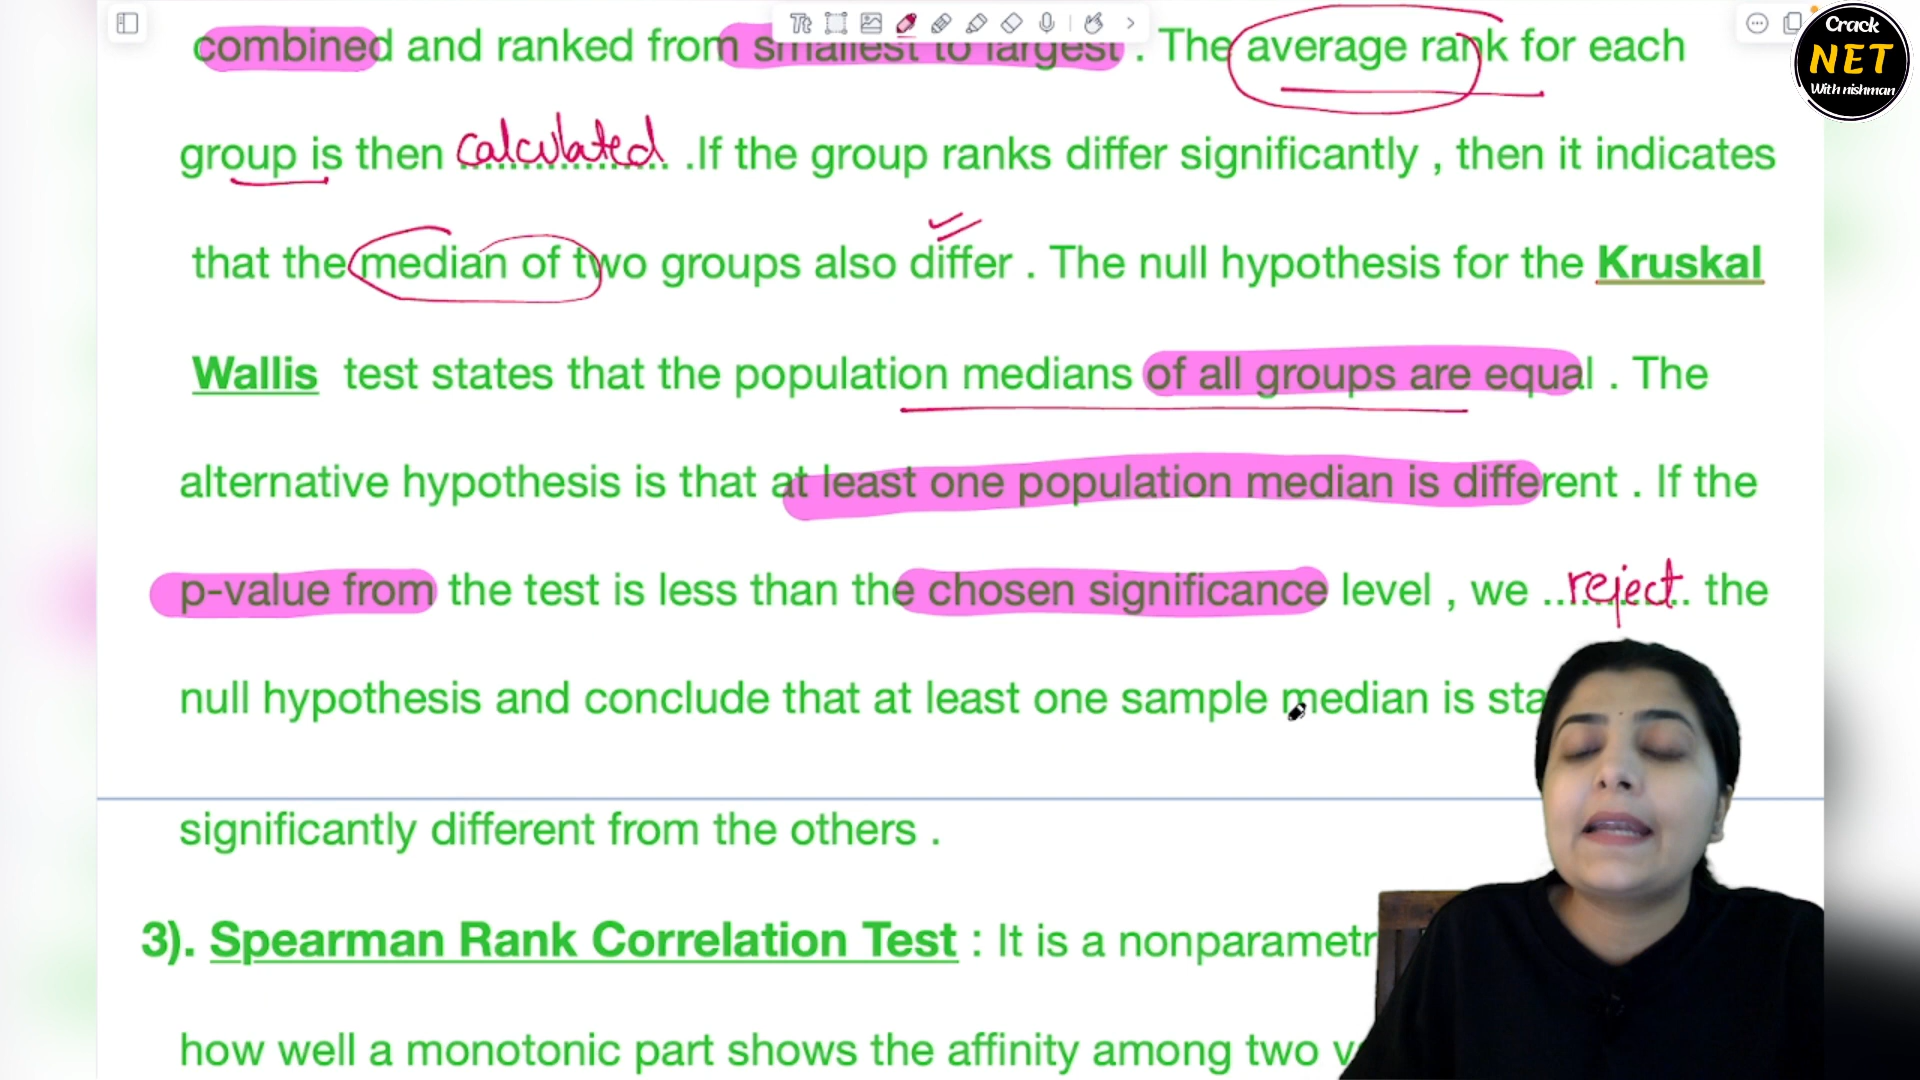 Tt
Crack
NET
With nishman
combined and ranked from smallest to largest . The average rank for each
group is then calculated .If the group ranks differ significantly , then it indicates
that the median of two groups also differ . The null hypothesis for the Kruskal
Wallis test states that the population medians of all groups are equal . The
alternative hypothesis is that at least one population median is different . If the
p-value from the test is less than the chosen significance level , we ..reject.. the
null hypothesis and conclude that at least one sample median is
significantly different from the others .
3). Spearman Rank Correlation Test : It is a
how well a monotonic part shows the affinity among two